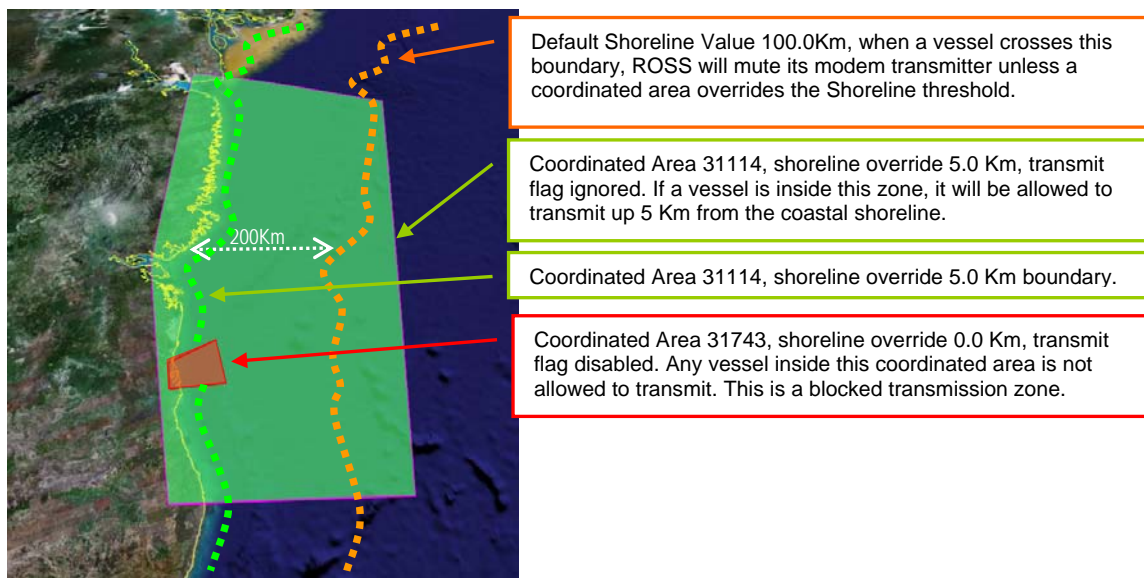 Default Shoreline Value 100.0Km, when a vessel crosses this
boundary, ROSS will mute its modem transmitter unless a
coordinated area overrides the Shoreline threshold.
Coordinated Area 31114, shoreline override 5.0 Km, transmit
flag ignored. If a vessel is inside this zone, it will be allowed to
transmit up 5 Km from the coastal shoreline.
200Km
Coordinated Area 31114, shoreline override 5.0 Km boundary.
Coordinated Area 31743, shoreline override 0.0 Km, transmit
flag disabled. Any vessel inside this coordinated area is not
allowed to transmit. This is a blocked transmission zone.